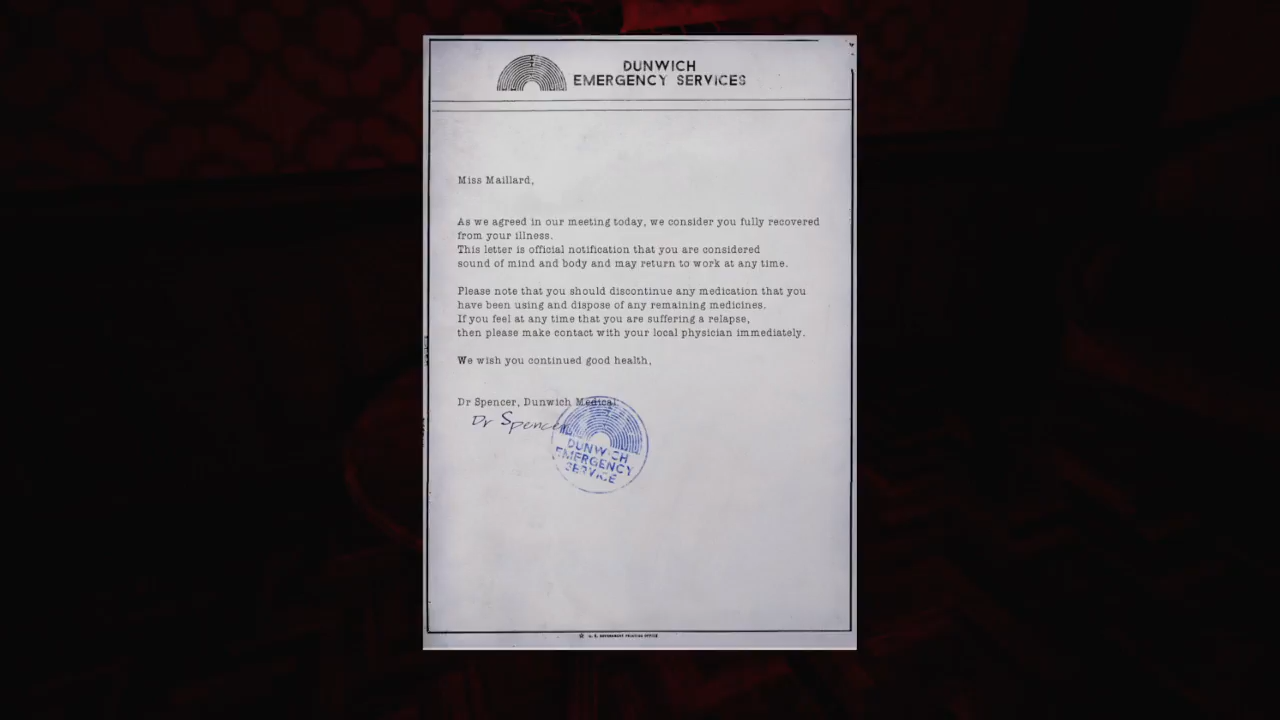 DUNWICH
EMERGENCY SERVICES
Miss Maillard,
As we agreed in our meeting today, we consider you fully recovered
from your illness.
This letter is official notification that you are considered
sound of mind and body and may return to work at any time.
Please note that you should discontinue any medication that you
have been using and dispose of any remaining medicines.
If you feel at any time that you are suffering a relapse,
then please make contact with your local physician immediately.
We wish you continued good health,
Dr Spencer, Dunwich Medical
Dr Spencer
DUNWICH
EMERGENCY
SERVICE
U. S. GOVERNMENT PRINTING OFFICE